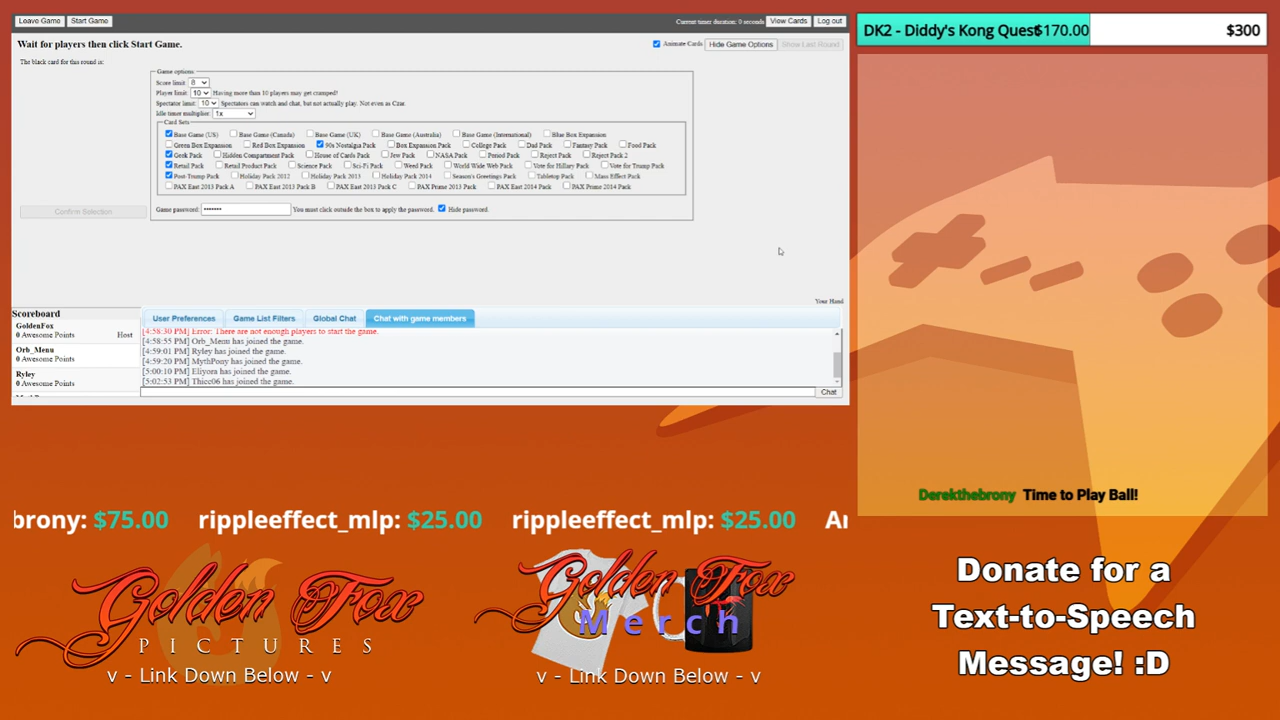 Leave Game Start Game Current timer duration: 0 seconds View Cards Log out
Wait for players then click Start Game. Animate Cards Hide Game Options Show Last Round
The black card for this round is:
Game options
Score limit: 8
Player limit: 10 Having more than 10 players may get cramped!
Spectator limit: 10 Spectators can watch and chat, but not actually play. Not even as Czar.
Idle timer multiplier: 1x
Card Sets
Base Game (US) Base Game (Canada) Base Game (UK) Base Game (Australia) Base Game (International) Blue Box Expansion
Green Box Expansion Red Box Expansion 90s Nostalgia Pack Box Expansion Pack College Pack Dad Pack Fantasy Pack Food Pack
Geek Pack Hidden Compartment Pack House of Cards Pack Jew Pack NASA Pack Period Pack Reject Pack Reject Pack 2
Retail Pack Retail Product Pack Science Pack Sci-Fi Pack Weed Pack World Wide Web Pack Vote for Hillary Pack Vote for Trump Pack
Post-Trump Pack Holiday Pack 2012 Holiday Pack 2013 Holiday Pack 2014 Season's Greetings Pack Tabletop Pack Mass Effect Pack
PAX East 2013 Pack A PAX East 2013 Pack B PAX East 2013 Pack C PAX Prime 2013 Pack PAX East 2014 Pack PAX Prime 2014 Pack
Confirm Selection
Game password: ••••••• You must click outside the box to apply the password. Hide password.
Your Hand
Scoreboard
GoldenFox
0 Awesome Points Host
Orb_Menu
0 Awesome Points
Ryley
0 Awesome Points
User Preferences Game List Filters Global Chat Chat with game members
[4:58:30 PM] Error: There are not enough players to start the game.
[4:58:55 PM] Orb_Menu has joined the game.
[4:59:01 PM] Ryley has joined the game.
[4:59:20 PM] MythPony has joined the game.
[5:00:10 PM] Eliyora has joined the game.
[5:02:53 PM] Thicc06 has joined the game.
Chat
DK2 - Diddy's Kong Quest $170.00 $300
Derekthebrony Time to Play Ball!
brony: $75.00 rippleeffect_mlp: $25.00 rippleeffect_mlp: $25.00
Golden Fox
PICTURES
v - Link Down Below - v
Golden Fox
Merch
v - Link Down Below - v
Donate for a
Text-to-Speech
Message! :D